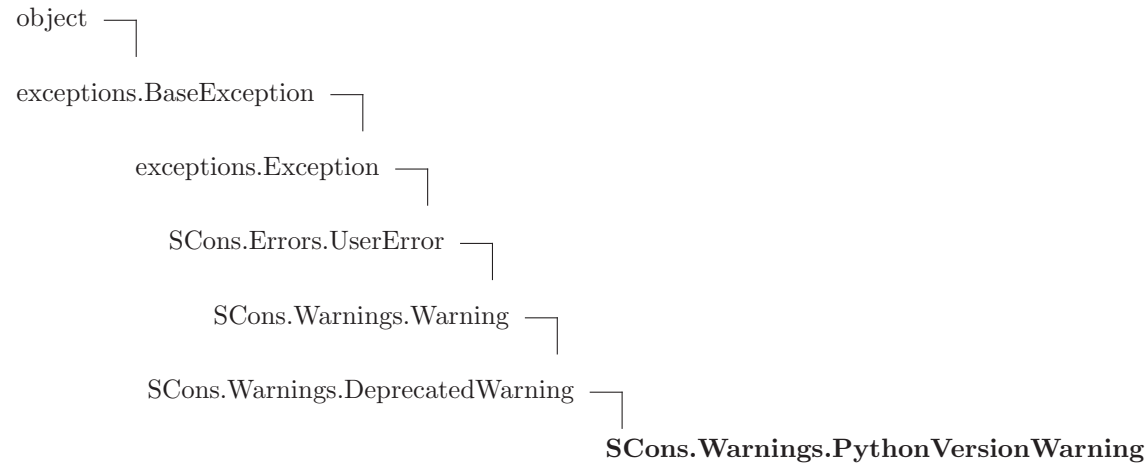 object
exceptions.BaseException
exceptions.Exception
SCons.Errors.UserError
SCons.Warnings.Warning
SCons.Warnings.DeprecatedWarning
SCons.Warnings.PythonVersionWarning